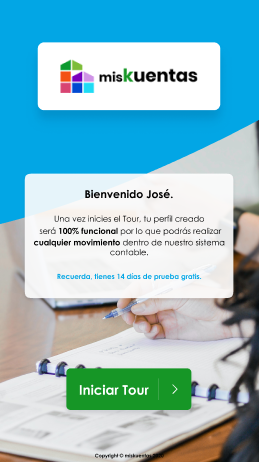 miskuentas
Bienvenido José.
Una vez inicies el Tour, tu perfil creado
será 100% funcional por lo que podrás realizar
cualquier movimiento dentro de nuestro sistema
contable.
Recuerda, tienes 14 días de prueba gratis.
Iniciar Tour
Copyright © miskuentas